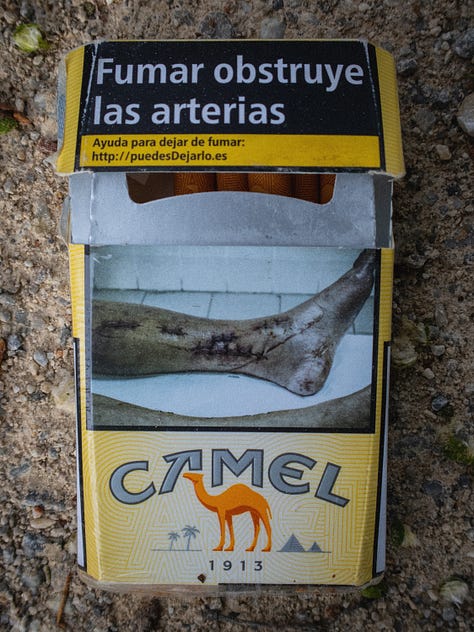 Fumar obstruye
las arterias
Ayuda para dejar de fumar:
http://puedesDejarlo.es
CAMEL
1913